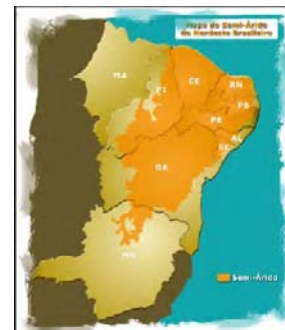 Mapa do Semi-Árido
do Nordeste Brasileiro
MA
CE
RN
PI
PB
PE
AL
SE
BA
MG
Semi-Árido